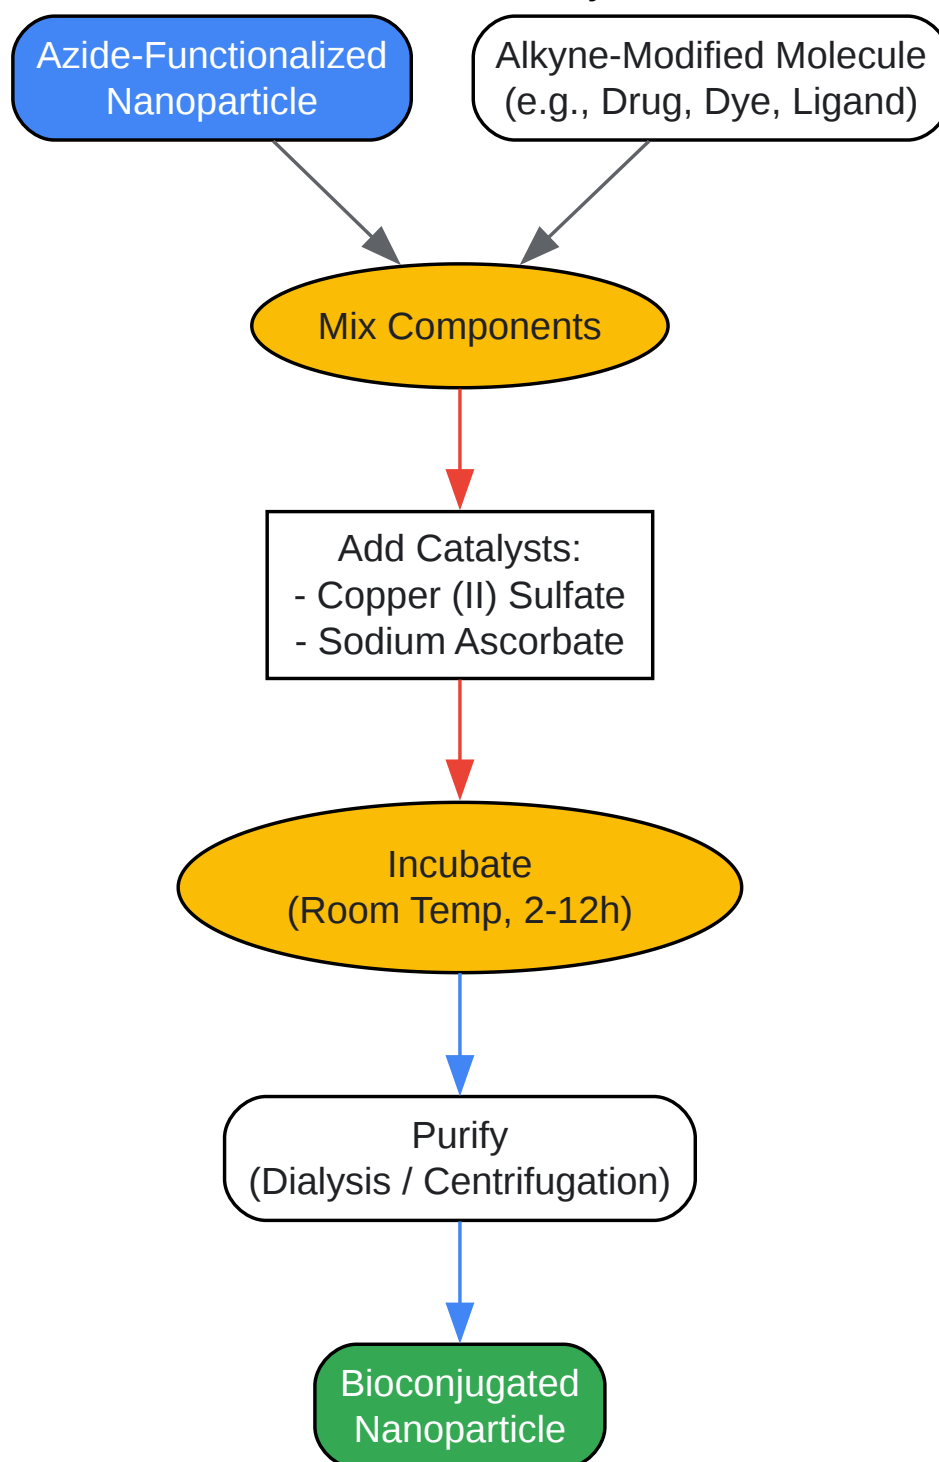 Azide-Functionalized
Nanoparticle
Alkyne-Modified Molecule
(e.g., Drug, Dye, Ligand)
Mix Components
Add Catalysts:
- Copper (II) Sulfate
- Sodium Ascorbate
Incubate
(Room Temp, 2-12h)
Purify
(Dialysis / Centrifugation)
Bioconjugated
Nanoparticle